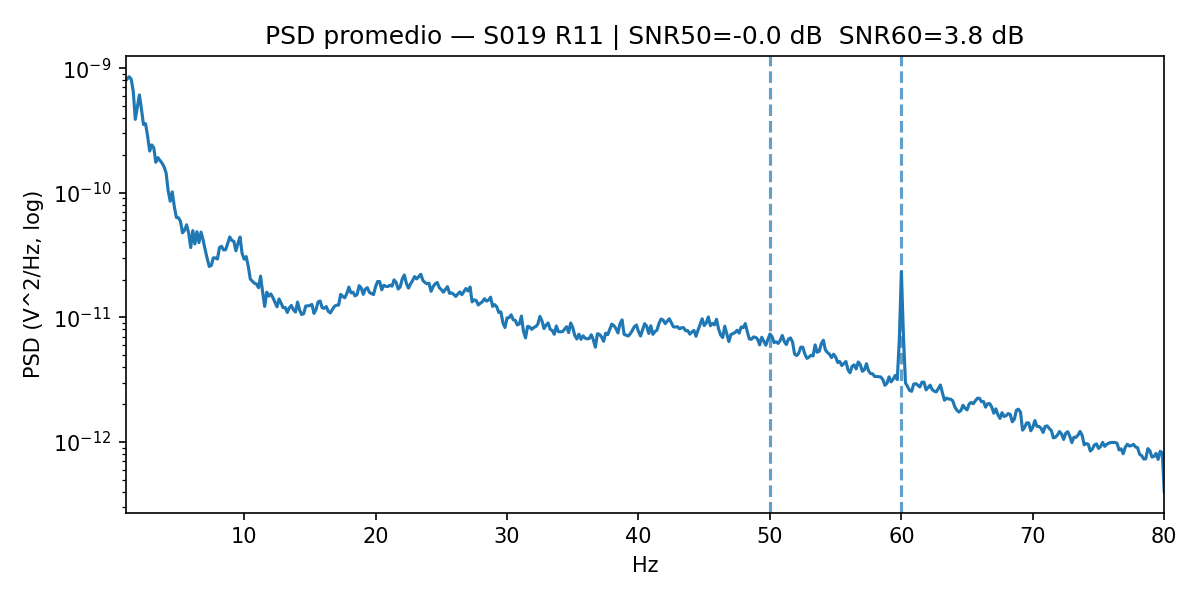 PSD promedio — S019 R11 | SNR50=-0.0 dB  SNR60=3.8 dB
PSD (V^2/Hz, log)
10⁻⁹
10⁻¹⁰
10⁻¹¹
10⁻¹²
10 20 30 40 50 60 70 80
Hz